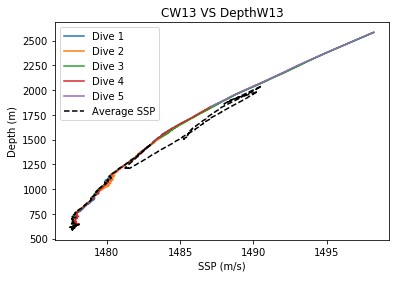 CW13 VS DepthW13
Dive 1
Dive 2
Dive 3
Dive 4
Dive 5
Average SSP
Depth (m)
2500
2250
2000
1750
1500
1250
1000
750
500
1480 1485 1490 1495
SSP (m/s)